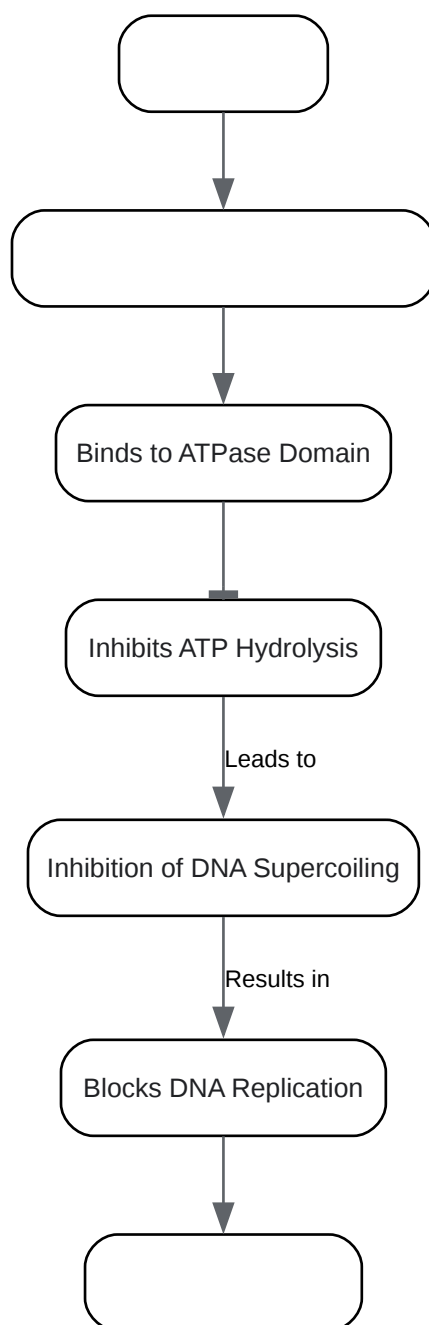 Binds to ATPase Domain
Inhibits ATP Hydrolysis
Leads to
Inhibition of DNA Supercoiling
Results in
Blocks DNA Replication